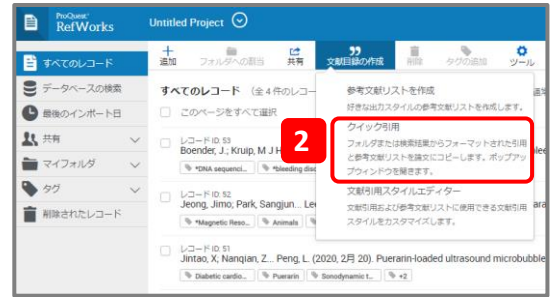 ProQuest®
RefWorks
Untitled Project
すべてのレコード
データベースの検索
最後のインポート日
共有
マイフォルダ
タグ
削除されたレコード
追加
フォルダへの割当
共有
文献目録の作成
削除
タグの追加
ツール
すべてのレコード (全4件のレコー
このページをすべて選択
レコード ID: 53
Boender, J.; Kruip, M J H
*DNA sequenci...
*bleeding diso
レコード ID: 52
Jeong, Jimo; Park, Sangjun... Le
*Magnetic Reso...
Animals
レコード ID: 51
Jintao, X; Nanqian, Z... Peng, L. (2020, 2月 20). Puerarin-loaded ultrasound microbubble
Diabetic cardio...
Puerarin
Sonodynamic t...
+2
参考文献リストを作成
好きな出力スタイルの参考文献リストを作成します。
2
クイック引用
フォルダまたは検索結果からフォーマットされた引用
と参考文献リストを論文にコピーします。ポップアッ
プウィンドウを開きます。
文献引用スタイルエディター
文献引用および参考文献リストに使用できる文献引用
スタイルをカスタマイズします。